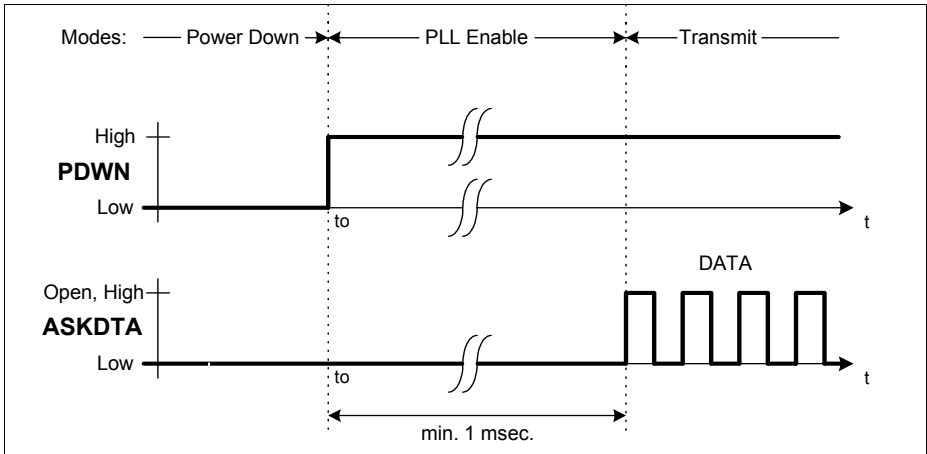 Modes: Power Down PLL Enable Transmit
High
PDWN
Low
to
t
DATA
Open, High
ASKDTA
Low
to
t
min. 1 msec.